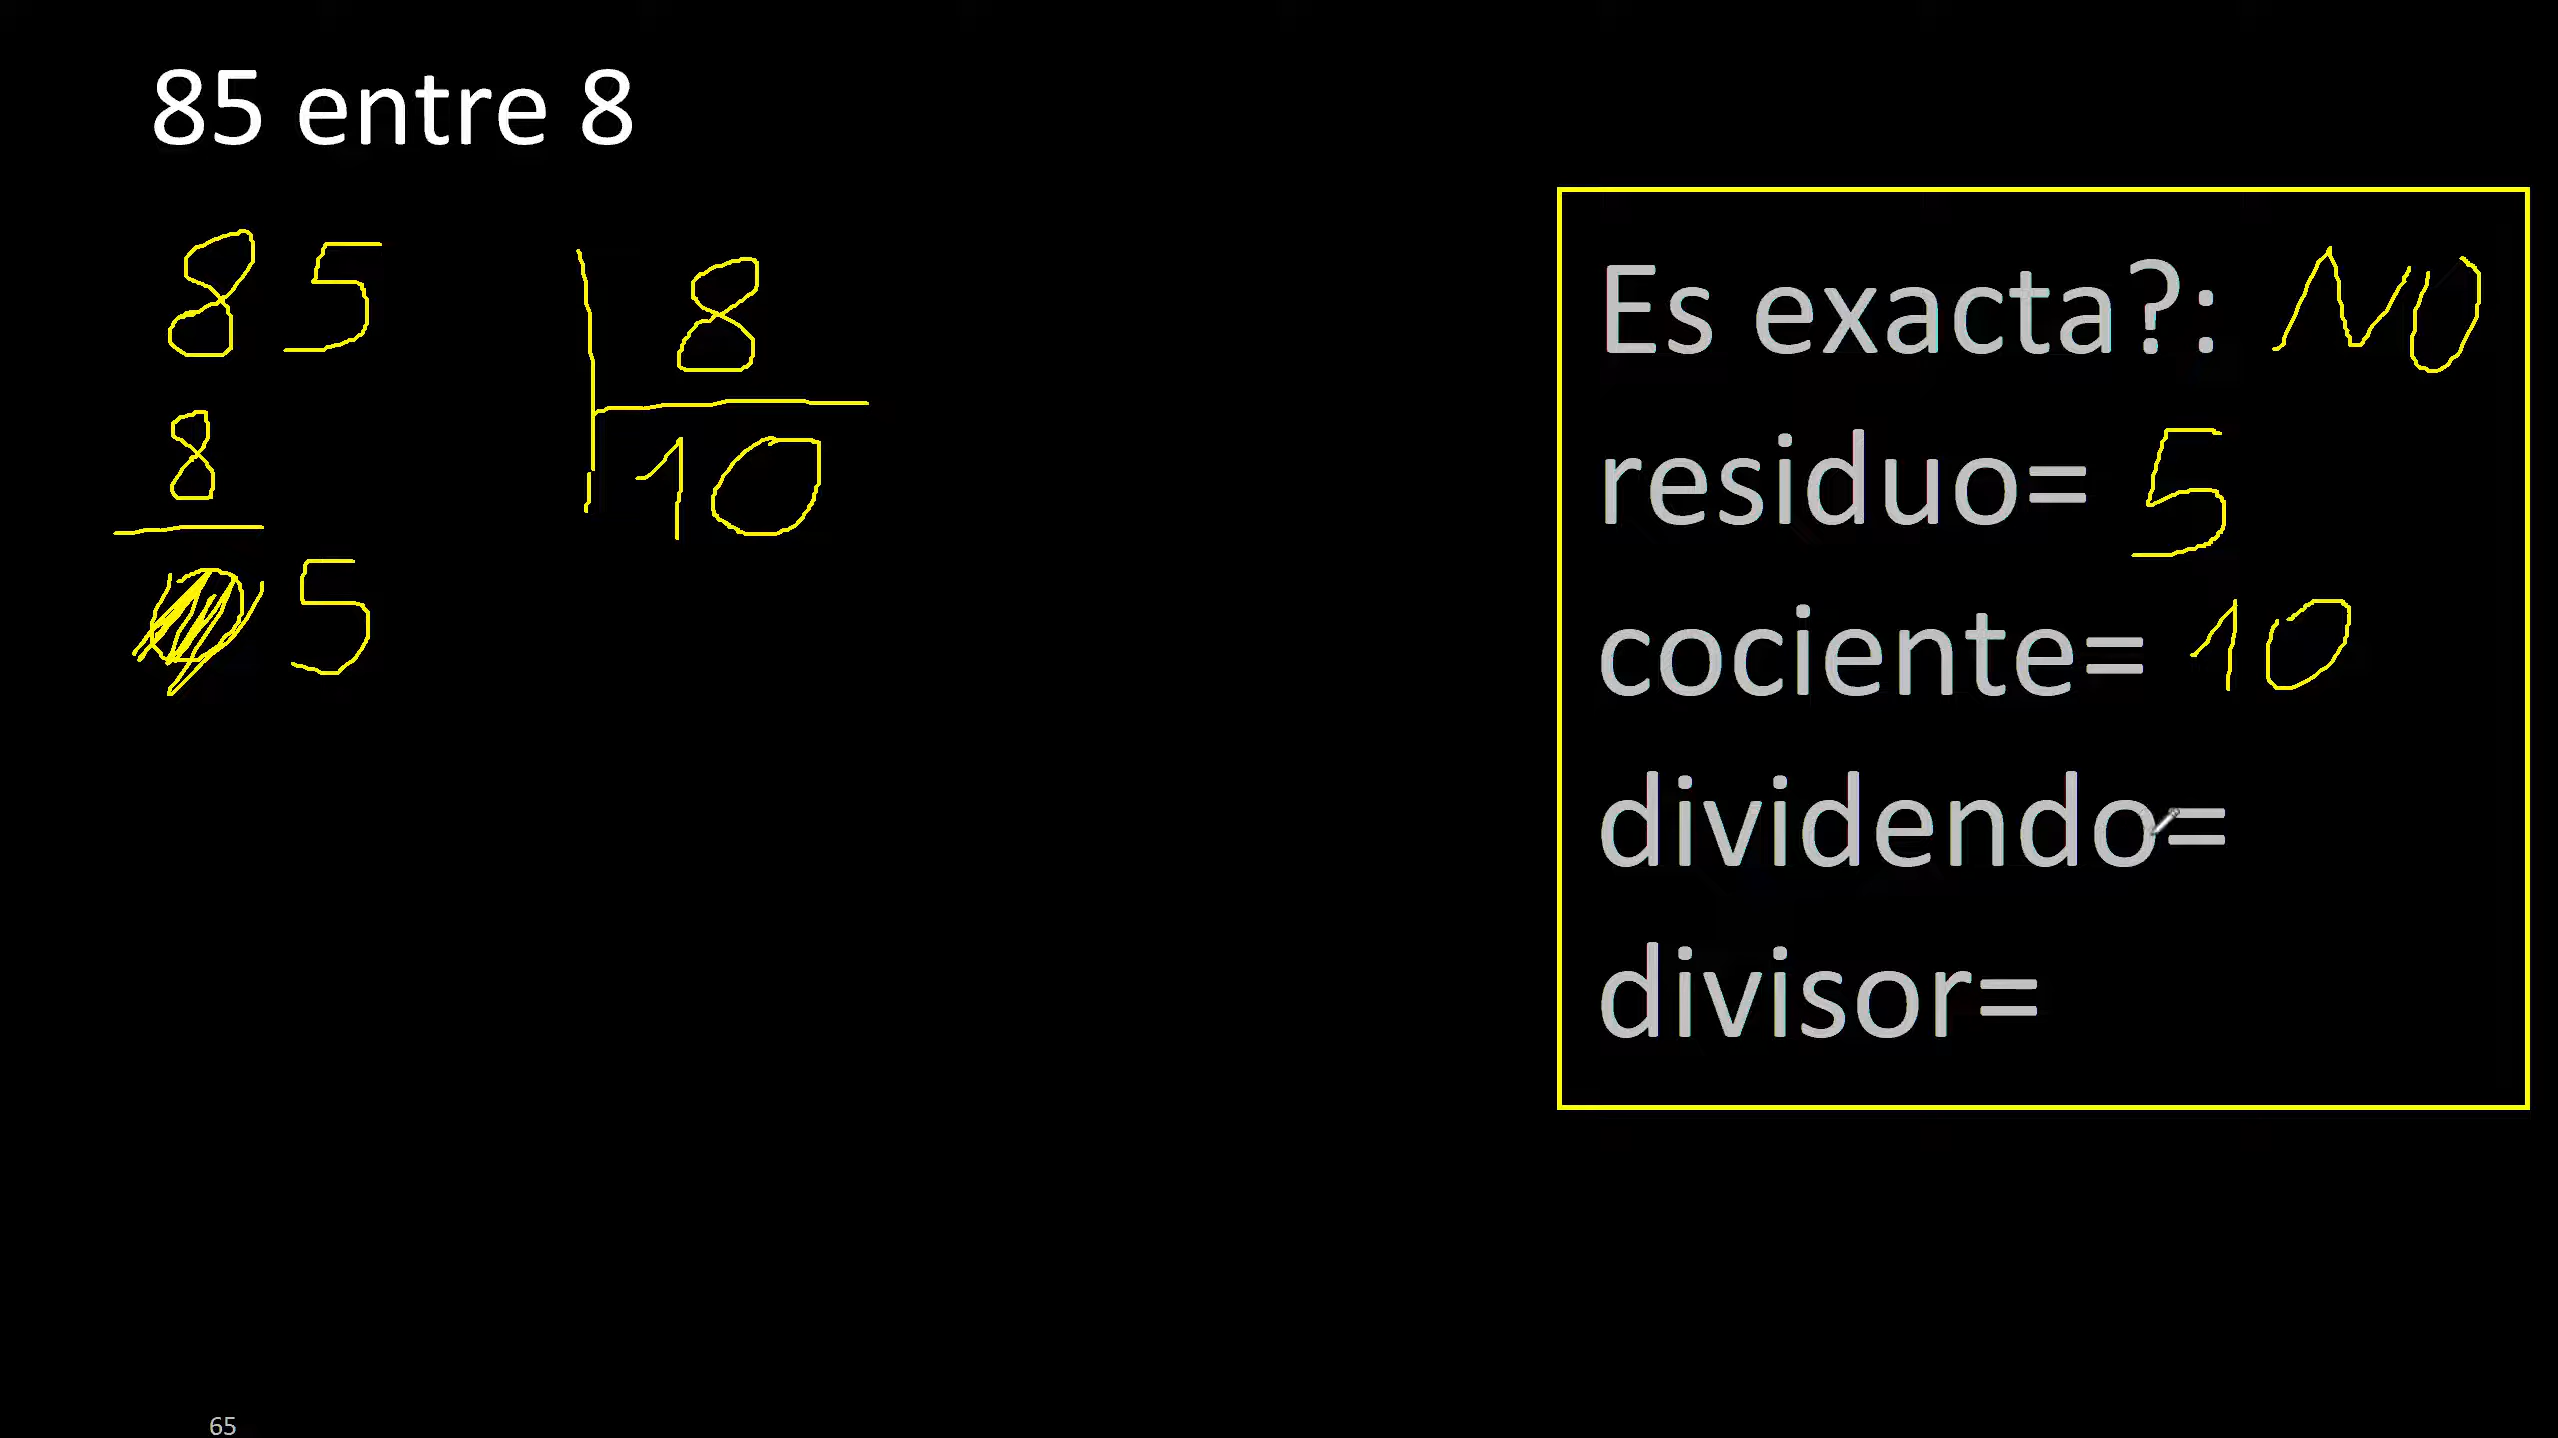 85 entre 8
85 8
8 10
05
Es exacta?: NO
residuo= 5
cociente= 10
dividendo=
divisor=
65